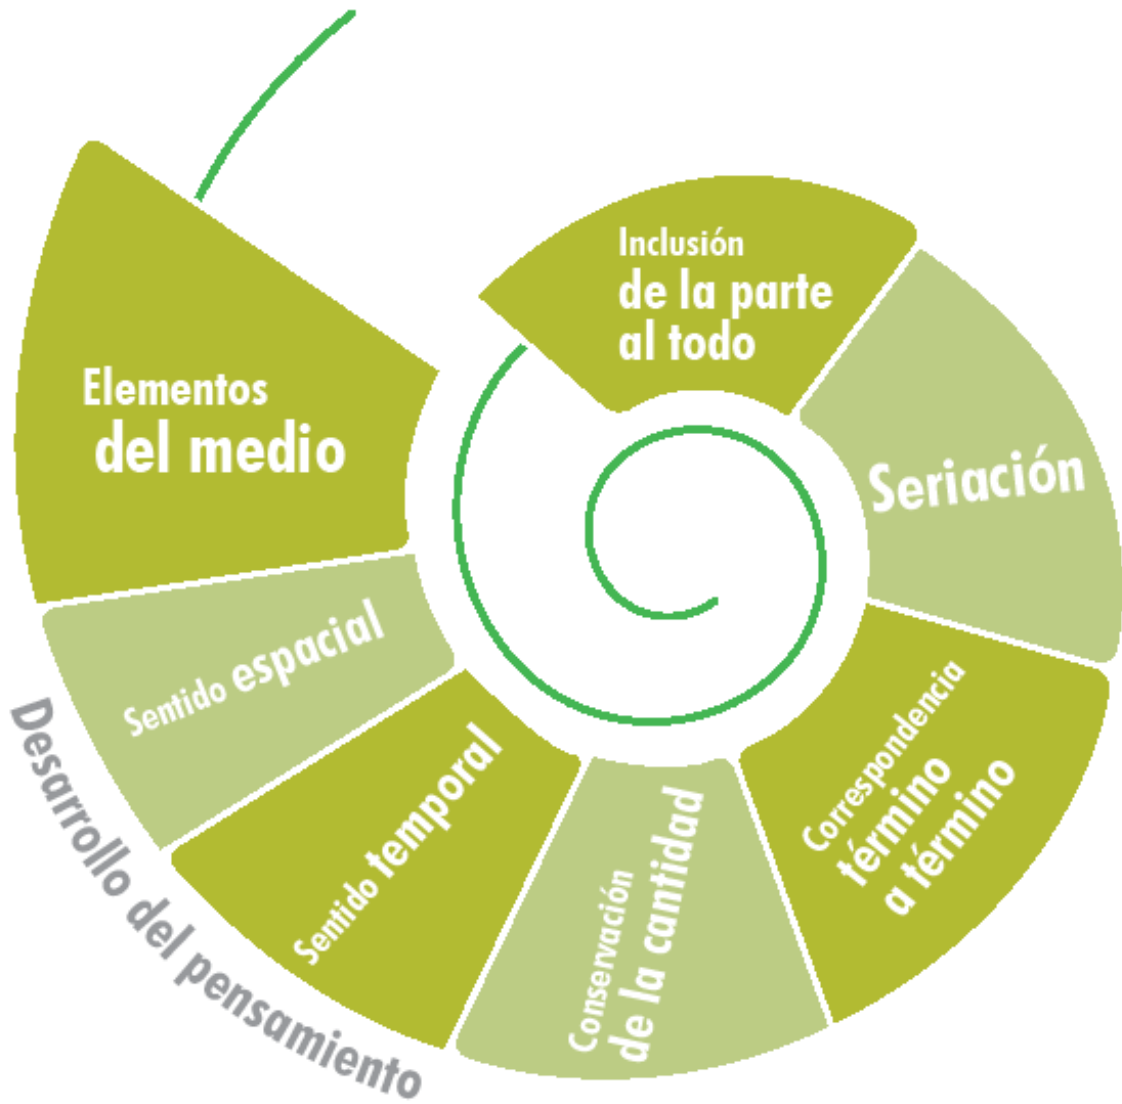 Inclusión
de la parte
al todo
Seriación
Correspondencia
término
a término
Conservación
de la cantidad
Sentido temporal
Sentido espacial
Elementos
del medio
Desarrollo del pensamiento